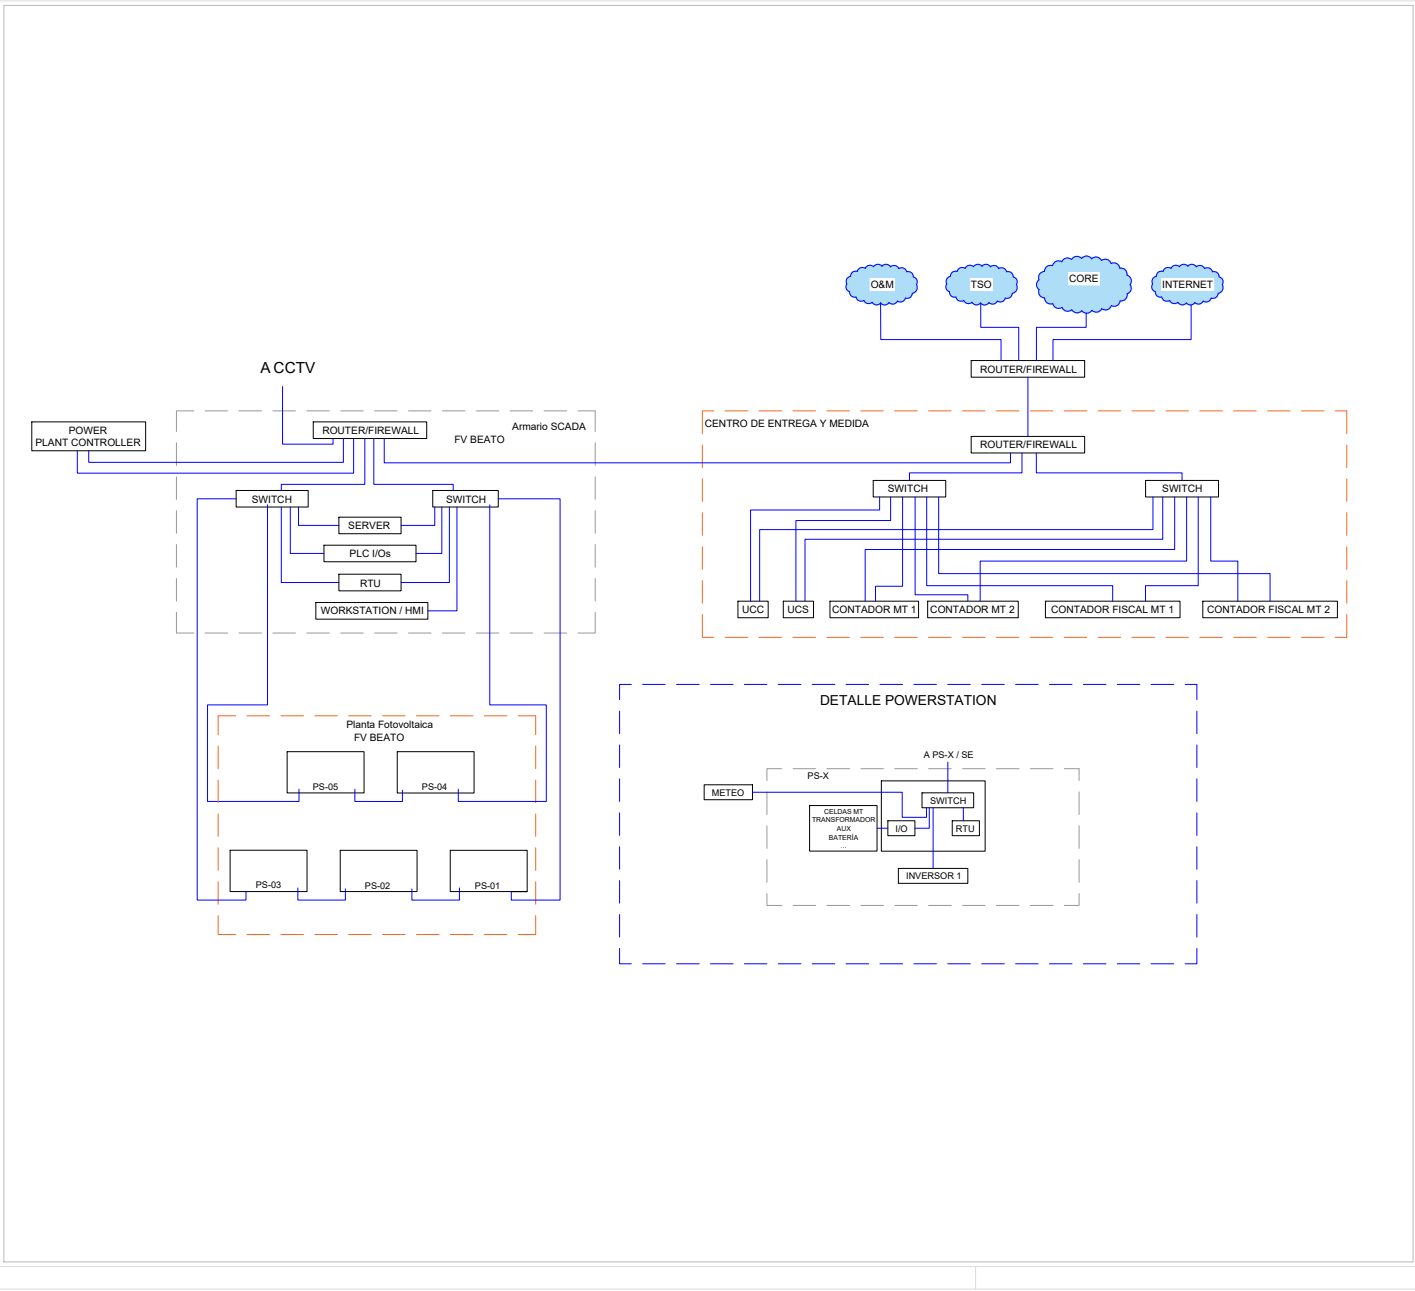 O&M
TSO
CORE
INTERNET
ROUTER/FIREWALL
A CCTV
POWER
PLANT CONTROLLER
ROUTER/FIREWALL
Armario SCADA
FV BEATO
SWITCH
SWITCH
SERVER
PLC I/Os
RTU
WORKSTATION / HMI
CENTRO DE ENTREGA Y MEDIDA
ROUTER/FIREWALL
SWITCH
SWITCH
UCC
UCS
CONTADOR MT 1
CONTADOR MT 2
CONTADOR FISCAL MT 1
CONTADOR FISCAL MT 2
Planta Fotovoltaica
FV BEATO
PS-05
PS-04
PS-03
PS-02
PS-01
DETALLE POWERSTATION
A PS-X / SE
PS-X
METEO
SWITCH
CELDAS MT
TRANSFORMADOR
AUX
BATERÍA
...
I/O
RTU
INVERSOR 1